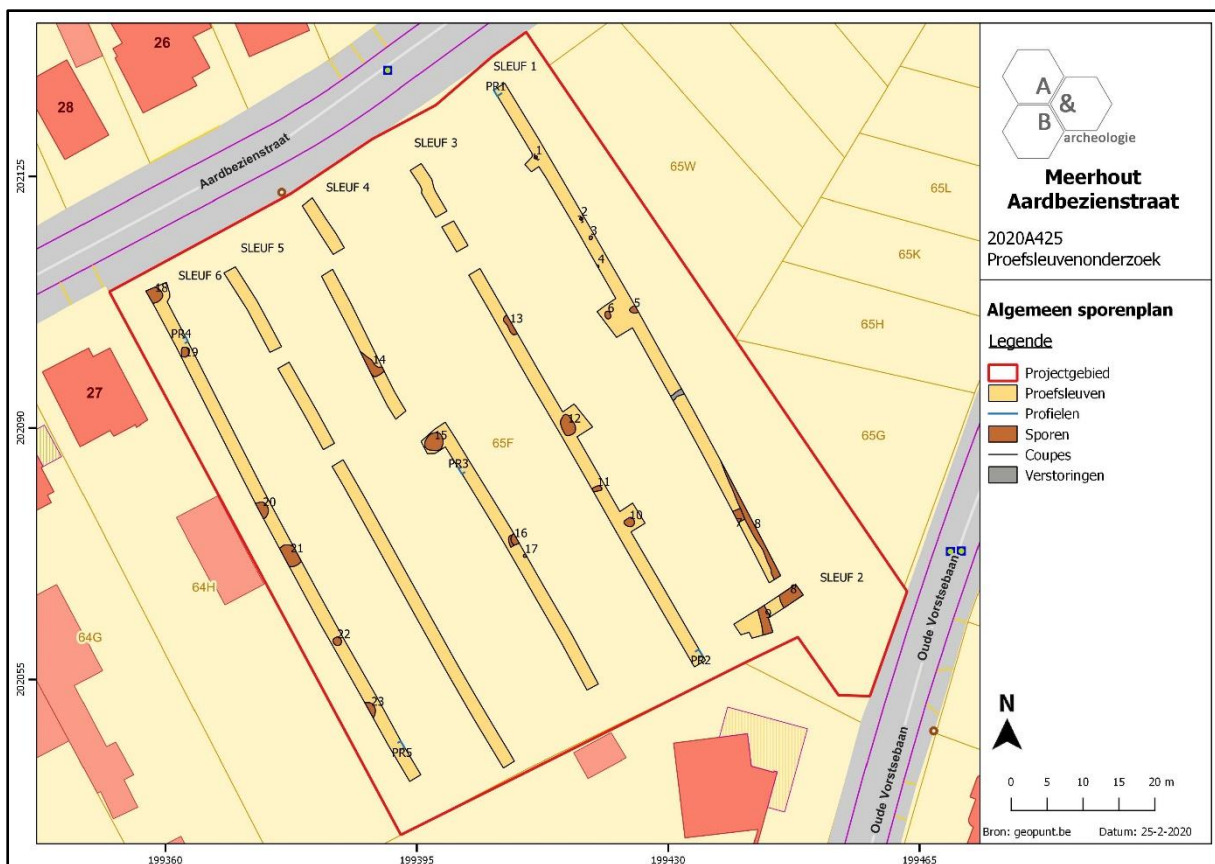 26
28
27
Aardbezienstraat
SLEUF 1
PR1
SLEUF 3
SLEUF 4
SLEUF 5
SLEUF 6
SLEUF 2
1
2
3
4
5
6
7
8
8
9
10
11
12
13
14
15
16
17
18
19
20
21
22
23
PR4
PR3
PR2
PR5
65W
65L
65K
65H
65G
65F
64H
64G
Oude Vorstsebaan
Oude Vorstsebaan
202125
202090
202055
199360
199395
199430
199465
A
&
B
archeologie
Meerhout
Aardbezienstraat
2020A425
Proefsleuvenonderzoek
Algemeen sporenplan
Legende
Projectgebied
Proefsleuven
Profielen
Sporen
Coupes
Verstoringen
N
0 5 10 15 20 m
Bron: geopunt.be Datum: 25-2-2020